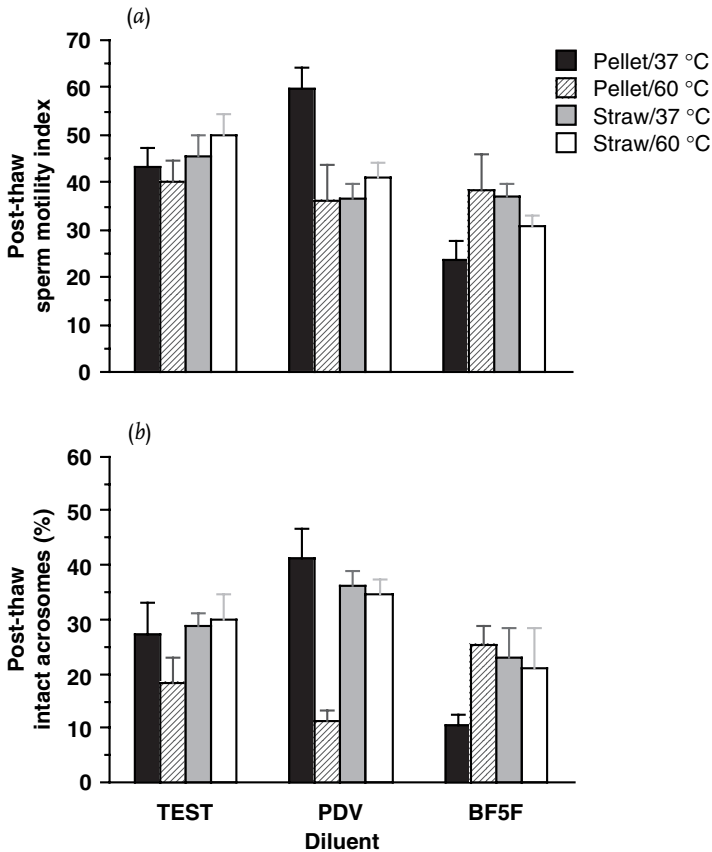 (a)
Post-thaw
sperm motility index
70
60
50
40
30
20
10
0
Pellet/37 °C
Pellet/60 °C
Straw/37 °C
Straw/60 °C
(b)
Post-thaw
intact acrosomes (%)
60
50
40
30
20
10
0
TEST PDV BF5F
Diluent